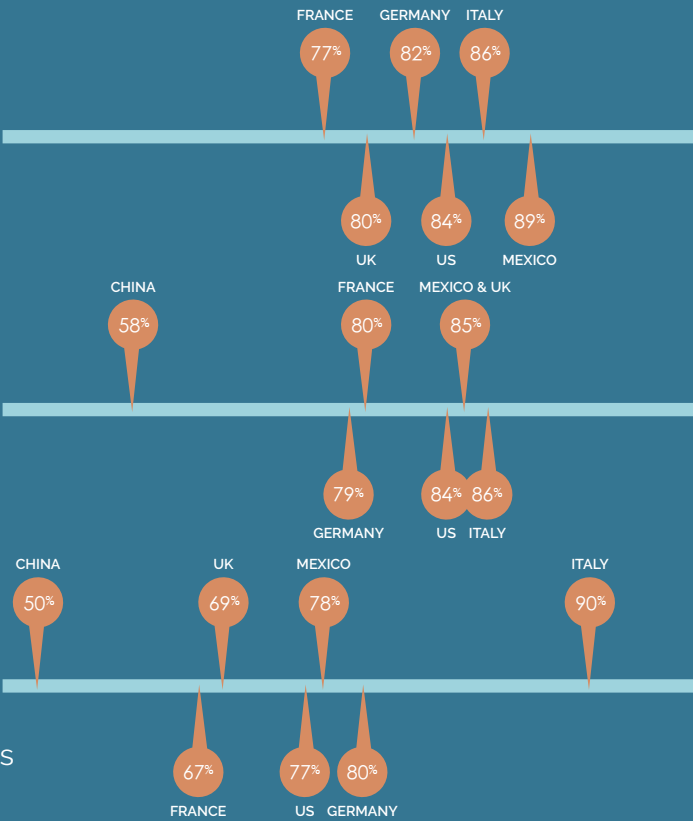 FRANCE GERMANY ITALY
77% 82% 86%
80% 84% 89%
UK US MEXICO
CHINA FRANCE MEXICO & UK
58% 80% 85%
79% 84% 86%
GERMANY US ITALY
CHINA UK MEXICO ITALY
50% 69% 78% 90%
S
67% 77% 80%
FRANCE US GERMANY